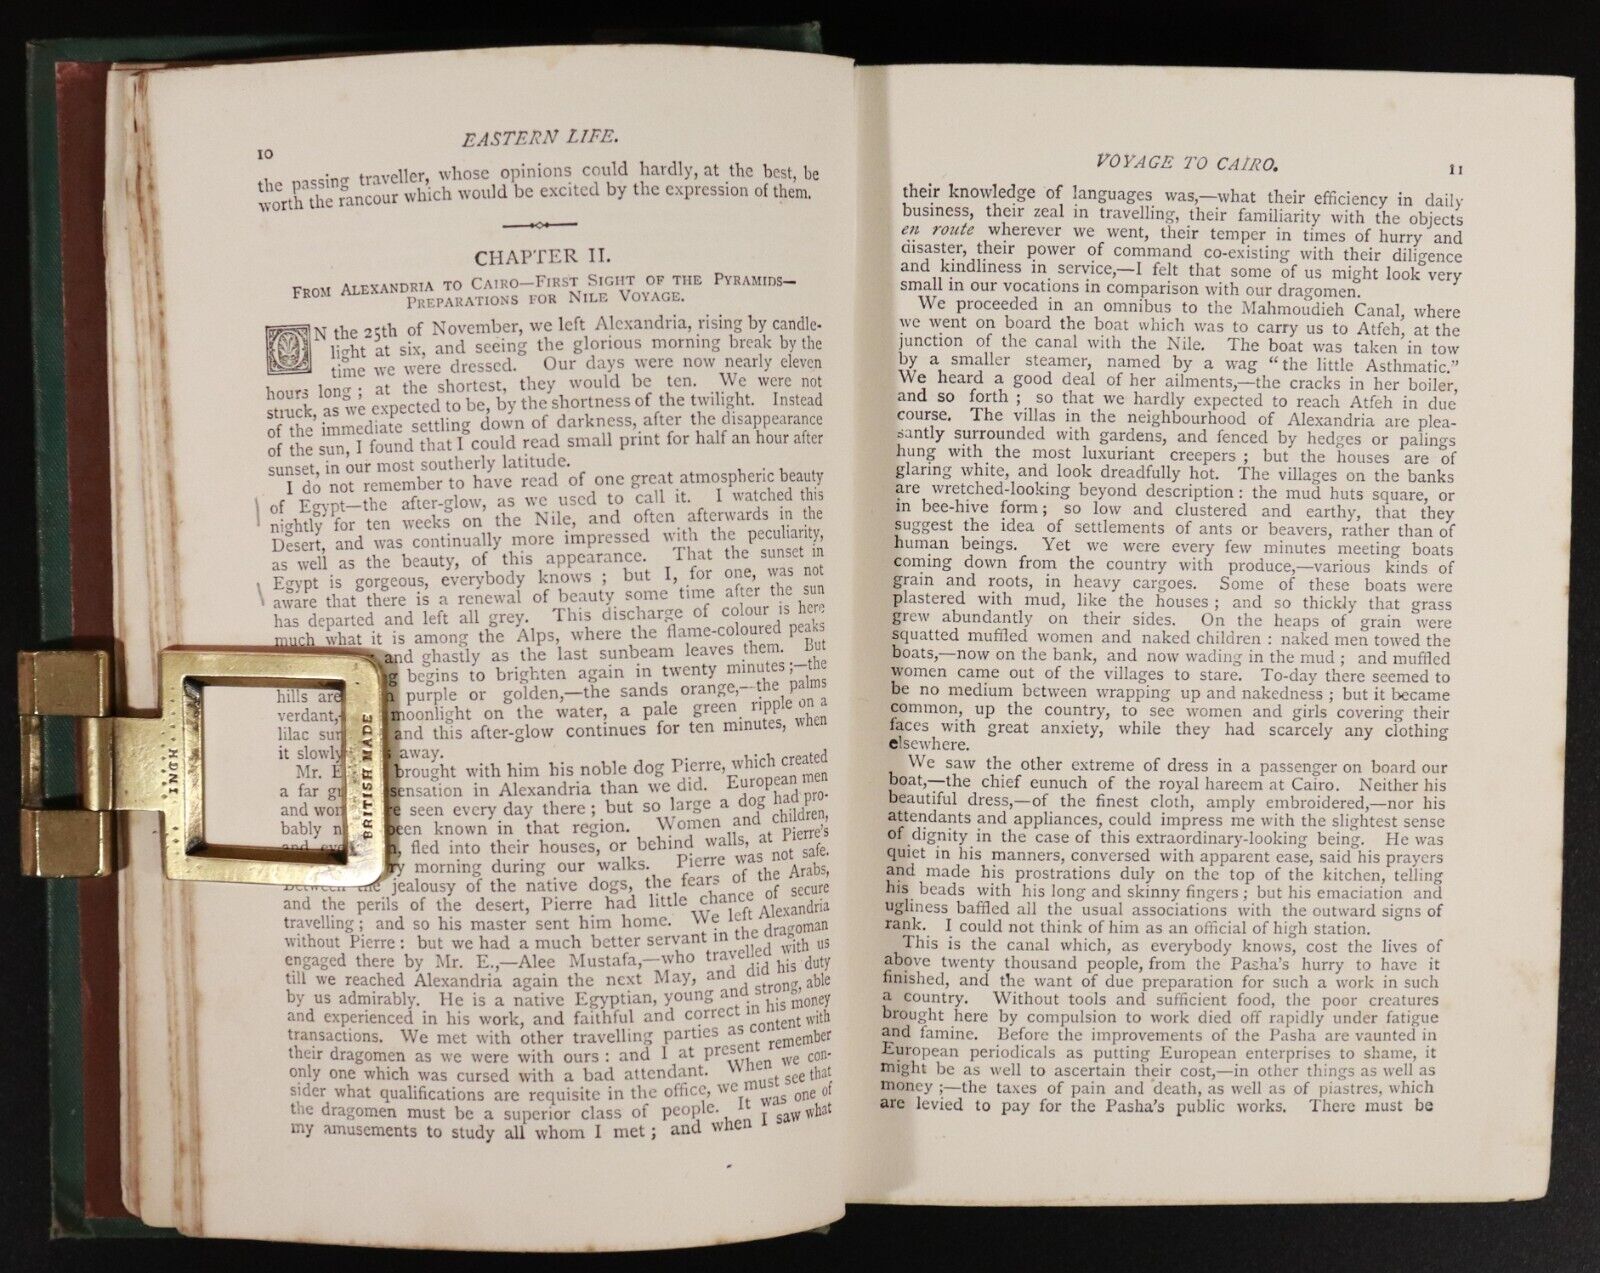 10
EASTERN LIFE.
the passing traveller, whose opinions could hardly, at the best, be
worth the rancour which would be excited by the expression of them.
CHAPTER II.
FROM ALEXANDRIA TO CAIRO—FIRST SIGHT OF THE PYRAMIDS—
PREPARATIONS FOR NILE VOYAGE.
ON the 25th of November, we left Alexandria, rising by candle-
light at six, and seeing the glorious morning break by the
time we were dressed. Our days were now nearly eleven
hours long; at the shortest, they would be ten. We were not
struck, as we expected to be, by the shortness of the twilight. Instead
of the immediate settling down of darkness, after the disappearance
of the sun, I found that I could read small print for half an hour after
sunset, in our most southerly latitude.
I do not remember to have read of one great atmospheric beauty
of Egypt—the after-glow, as we used to call it. I watched this
nightly for ten weeks on the Nile, and often afterwards in the
Desert, and was continually more impressed with the peculiarity,
as well as the beauty, of this appearance. That the sunset in
Egypt is gorgeous, everybody knows; but I, for one, was not
aware that there is a renewal of beauty some time after the sun
has departed and left all grey. This discharge of colour is here
much what it is among the Alps, where the flame-coloured peaks
and ghastly as the last sunbeam leaves them. But
begins to brighten again in twenty minutes;—the
hills are purple or golden,—the sands orange,—the palms
verdant, moonlight on the water, a pale green ripple on a
lilac and this after-glow continues for ten minutes, when
it slowly away.
Mr. E brought with him his noble dog Pierre, which created
a far sensation in Alexandria than we did. European men
and seen every day there; but so large a dog had pro-
bably been known in that region. Women and children,
and fled into their houses, or behind walls, at Pierre's
morning during our walks. Pierre was not safe.
Between the jealousy of the native dogs, the fears of the Arabs,
and the perils of the desert, Pierre had little chance of secure
travelling; and so his master sent him home. We left Alexandria
without Pierre: but we had a much better servant in the dragoman
engaged there by Mr. E.,—Alee Mustafa,—who travelled with us
till we reached Alexandria again the next May, and did his duty
by us admirably. He is a native Egyptian, young and strong, able
and experienced in his work, and faithful and correct in his money
transactions. We met with other travelling parties as content with
their dragomen as we were with ours: and I at present remember
only one which was cursed with a bad attendant. When we con-
sider what qualifications are requisite in the office, we must see that
the dragomen must be a superior class of people. It was one of
my amusements to study all whom I met; and when I saw what
INGH
BRITISH MADE
VOYAGE TO CAIRO.
11
their knowledge of languages was,—what their efficiency in daily
business, their zeal in travelling, their familiarity with the objects
en route wherever we went, their temper in times of hurry and
disaster, their power of command co-existing with their diligence
and kindliness in service,—I felt that some of us might look very
small in our vocations in comparison with our dragomen.
We proceeded in an omnibus to the Mahmoudieh Canal, where
we went on board the boat which was to carry us to Atfeh, at the
junction of the canal with the Nile. The boat was taken in tow
by a smaller steamer, named by a wag "the little Asthmatic."
We heard a good deal of her ailments,—the cracks in her boiler,
and so forth; so that we hardly expected to reach Atfeh in due
course. The villas in the neighbourhood of Alexandria are plea-
santly surrounded with gardens, and fenced by hedges or palings
hung with the most luxuriant creepers; but the houses are of
glaring white, and look dreadfully hot. The villages on the banks
are wretched-looking beyond description: the mud huts square, or
in bee-hive form; so low and clustered and earthy, that they
suggest the idea of settlements of ants or beavers, rather than of
human beings. Yet we were every few minutes meeting boats
coming down from the country with produce,—various kinds of
grain and roots, in heavy cargoes. Some of these boats were
plastered with mud, like the houses; and so thickly that grass
grew abundantly on their sides. On the heaps of grain were
squatted muffled women and naked children: naked men towed the
boats,—now on the bank, and now wading in the mud; and muffled
women came out of the villages to stare. To-day there seemed to
be no medium between wrapping up and nakedness; but it became
common, up the country, to see women and girls covering their
faces with great anxiety, while they had scarcely any clothing
elsewhere.
We saw the other extreme of dress in a passenger on board our
boat,—the chief eunuch of the royal hareem at Cairo. Neither his
beautiful dress,—of the finest cloth, amply embroidered,—nor his
attendants and appliances, could impress me with the slightest sense
of dignity in the case of this extraordinary-looking being. He was
quiet in his manners, conversed with apparent ease, said his prayers
and made his prostrations duly on the top of the kitchen, telling
his beads with his long and skinny fingers; but his emaciation and
ugliness baffled all the usual associations with the outward signs of
rank. I could not think of him as an official of high station.
This is the canal which, as everybody knows, cost the lives of
above twenty thousand people, from the Pasha's hurry to have it
finished, and the want of due preparation for such a work in such
a country. Without tools and sufficient food, the poor creatures
brought here by compulsion to work died off rapidly under fatigue
and famine. Before the improvements of the Pasha are vaunted in
European periodicals as putting European enterprises to shame, it
might be as well to ascertain their cost,—in other things as well as
money;—the taxes of pain and death, as well as of piastres, which
are levied to pay for the Pasha's public works. There must be